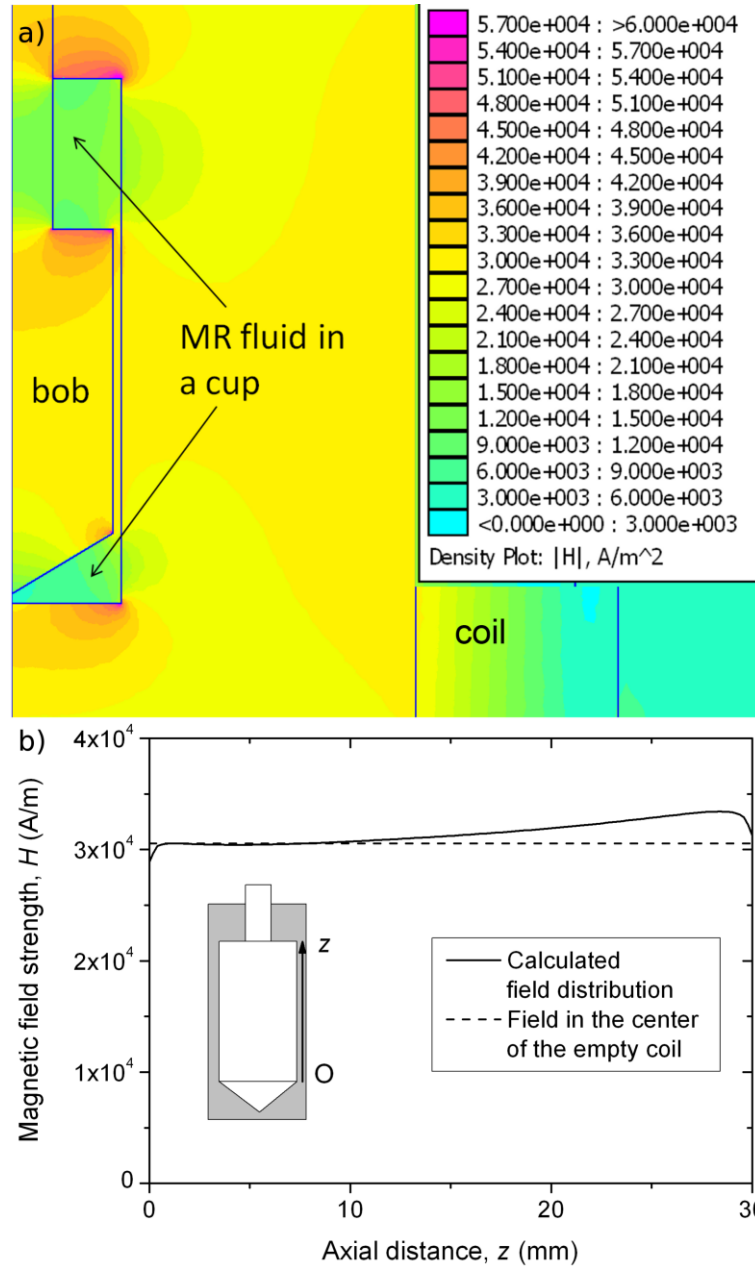 a)
5.700e+004 : >6.000e+004
5.400e+004 : 5.700e+004
5.100e+004 : 5.400e+004
4.800e+004 : 5.100e+004
4.500e+004 : 4.800e+004
4.200e+004 : 4.500e+004
3.900e+004 : 4.200e+004
3.600e+004 : 3.900e+004
3.300e+004 : 3.600e+004
3.000e+004 : 3.300e+004
2.700e+004 : 3.000e+004
2.400e+004 : 2.700e+004
2.100e+004 : 2.400e+004
1.800e+004 : 2.100e+004
1.500e+004 : 1.800e+004
1.200e+004 : 1.500e+004
9.000e+003 : 1.200e+004
6.000e+003 : 9.000e+003
3.000e+003 : 6.000e+003
<0.000e+000 : 3.000e+003
Density Plot: |H|, A/m^2
MR fluid in
a cup
bob
coil
b)
4x10⁴
3x10⁴
2x10⁴
1x10⁴
0
Magnetic field strength, H (A/m)
z
O
Calculated
field distribution
Field in the center
of the empty coil
0 10 20 30
Axial distance, z (mm)